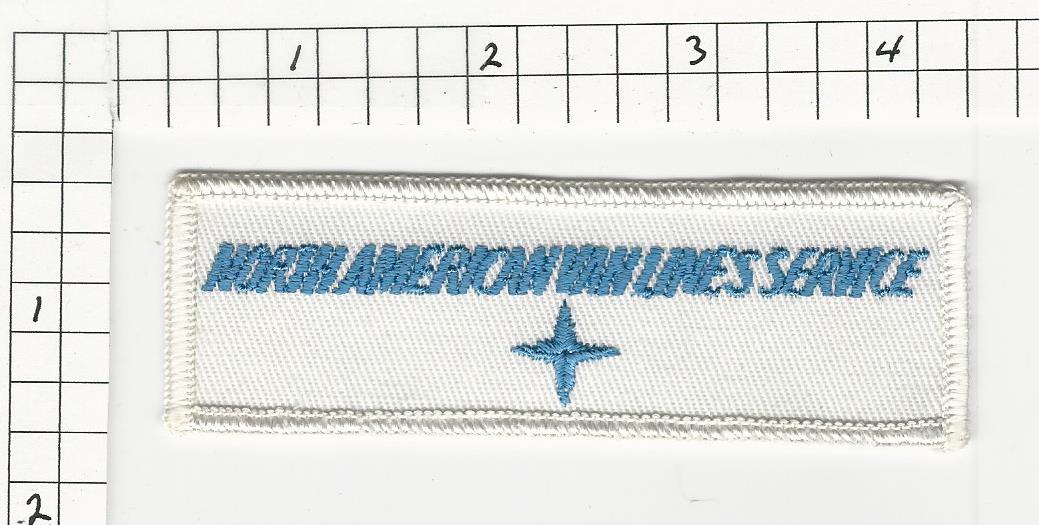 1 2 3 4
NORTH AMERICAN VAN LINES SERVICE
1
2